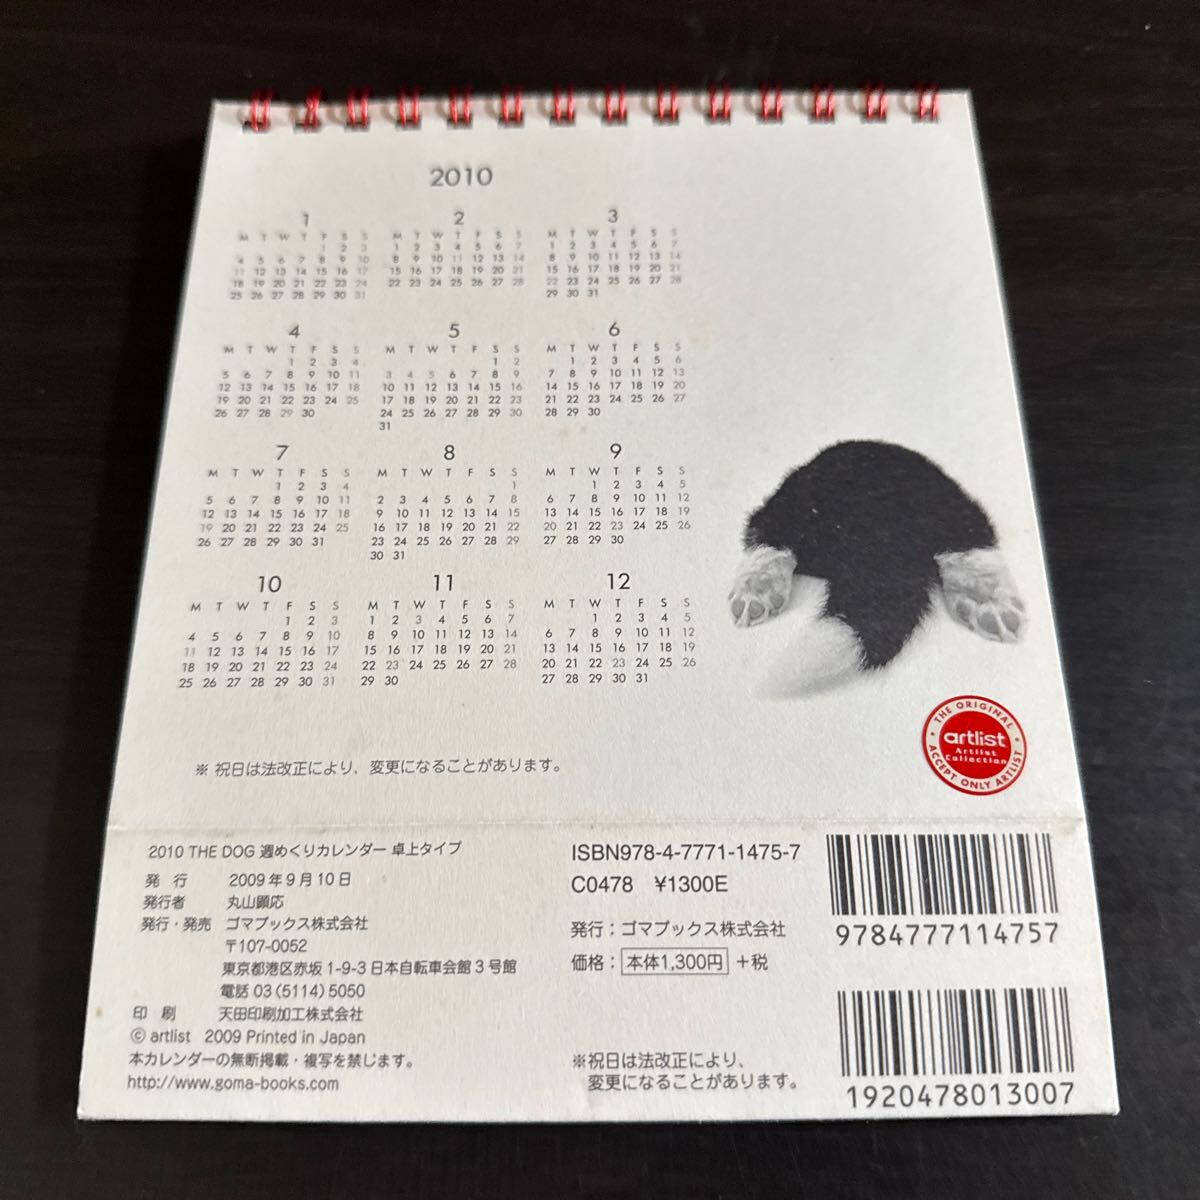 2010
1
M T W T F S S
1 2 3
4 5 6 7 8 9 10
11 12 13 14 15 16 17
18 19 20 21 22 23 24
25 26 27 28 29 30 31
2
M T W T F S S
1 2 3 4 5 6 7
8 9 10 11 12 13 14
15 16 17 18 19 20 21
22 23 24 25 26 27 28
3
M T W T F S S
1 2 3 4 5 6 7
8 9 10 11 12 13 14
15 16 17 18 19 20 21
22 23 24 25 26 27 28
29 30 31
4
M T W T F S S
1 2 3 4
5 6 7 8 9 10 11
12 13 14 15 16 17 18
19 20 21 22 23 24 25
26 27 28 29 30
5
M T W T F S S
1 2
3 4 5 6 7 8 9
10 11 12 13 14 15 16
17 18 19 20 21 22 23
24 25 26 27 28 29 30
31
6
M T W T F S S
1 2 3 4 5 6
7 8 9 10 11 12 13
14 15 16 17 18 19 20
21 22 23 24 25 26 27
28 29 30
7
M T W T F S S
1 2 3 4
5 6 7 8 9 10 11
12 13 14 15 16 17 18
19 20 21 22 23 24 25
26 27 28 29 30 31
8
M T W T F S S
1
2 3 4 5 6 7 8
9 10 11 12 13 14 15
16 17 18 19 20 21 22
23 24 25 26 27 28 29
30 31
9
M T W T F S S
1 2 3 4 5
6 7 8 9 10 11 12
13 14 15 16 17 18 19
20 21 22 23 24 25 26
27 28 29 30
10
M T W T F S S
1 2 3
4 5 6 7 8 9 10
11 12 13 14 15 16 17
18 19 20 21 22 23 24
25 26 27 28 29 30 31
11
M T W T F S S
1 2 3 4 5 6 7
8 9 10 11 12 13 14
15 16 17 18 19 20 21
22 23 24 25 26 27 28
29 30
12
M T W T F S S
1 2 3 4 5
6 7 8 9 10 11 12
13 14 15 16 17 18 19
20 21 22 23 24 25 26
27 28 29 30 31
※ 祝日は法改正により、変更になることがあります。
THE ORIGINAL
artlist
Artlist
Collection
ACCEPT ONLY ARTLIST
2010 THE DOG 週めくりカレンダー 卓上タイプ
発 行 2009年9月10日
発行者 丸山顕応
発行・発売 ゴマブックス株式会社
〒107-0052
東京都港区赤坂 1-9-3 日本自転車会館3号館
電話 03 (5114) 5050
印 刷 天田印刷加工株式会社
© artlist 2009 Printed in Japan
本カレンダーの無断掲載・複写を禁じます。
http://www.goma-books.com
ISBN978-4-7771-1475-7
C0478 ¥1300E
発行：ゴマブックス株式会社
価格：本体1,300円＋税
※祝日は法改正により、
変更になることがあります。
9784777114757
1920478013007